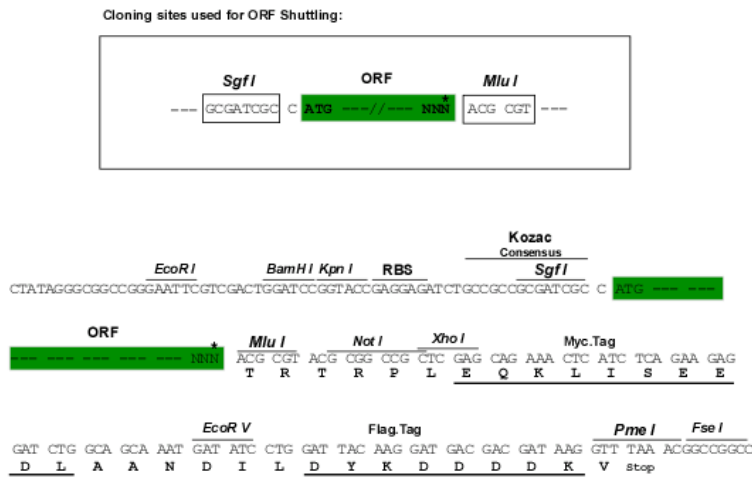 Cloning sites used for ORF Shuttling:
Sgf I ORF Mlu I
--- GCGATCGC C ATG ---//--- NNN* ACG CGT ---
Kozac
Consensus
EcoR I BamH I Kpn I RBS Sgf I
CTATAGGGCGGCCGGGAATTCGTCGACTGGATCCGGTACCGAGGAGATCTGCCGCCGCGATCGC C ATG --- ---
ORF Mlu I Not I Xho I Myc.Tag
--- --- --- --- --- NNN* ACG CGT ACG CGG CCG CTC GAG CAG AAA CTC ATC TCA GAA GAG
T R T R P L E Q K L I S E E
EcoR V Flag.Tag Pme I Fse I
GAT CTG GCA GCA AAT GAT ATC CTG GAT TAC AAG GAT GAC GAC GAT AAG GTT TAA ACGGCCGGCC
D L A A N D I L D Y K D D D D K V Stop